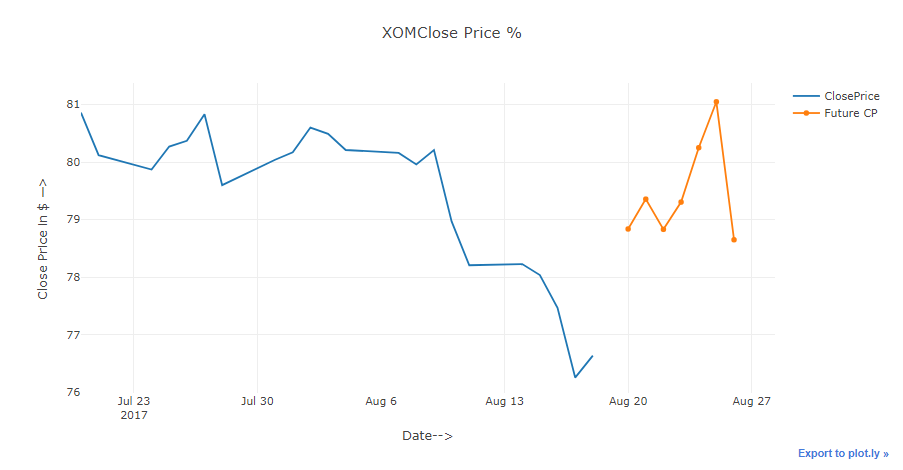 XOMClose Price %
81
80
79
78
77
76
Close Price In $ —>
Jul 23
2017
Jul 30
Aug 6
Aug 13
Aug 20
Aug 27
Date-->
ClosePrice
Future CP
Export to plot.ly »